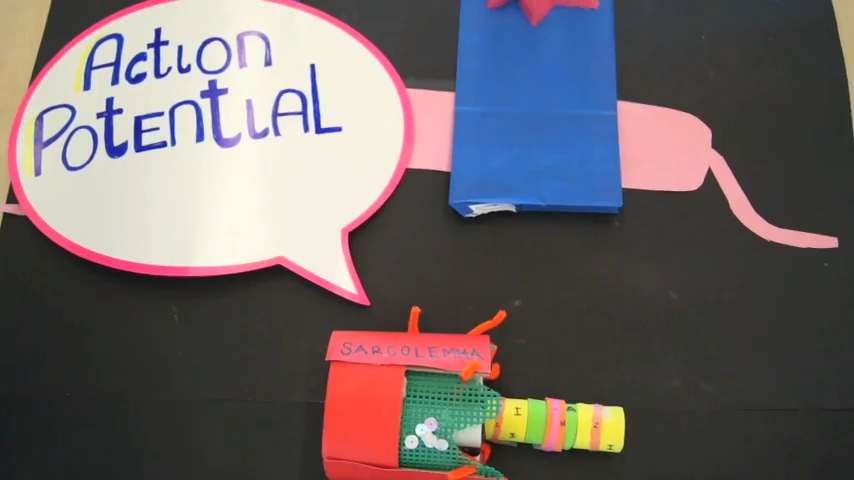 Action
Potential
SARCOLEMMA
I
H
Z